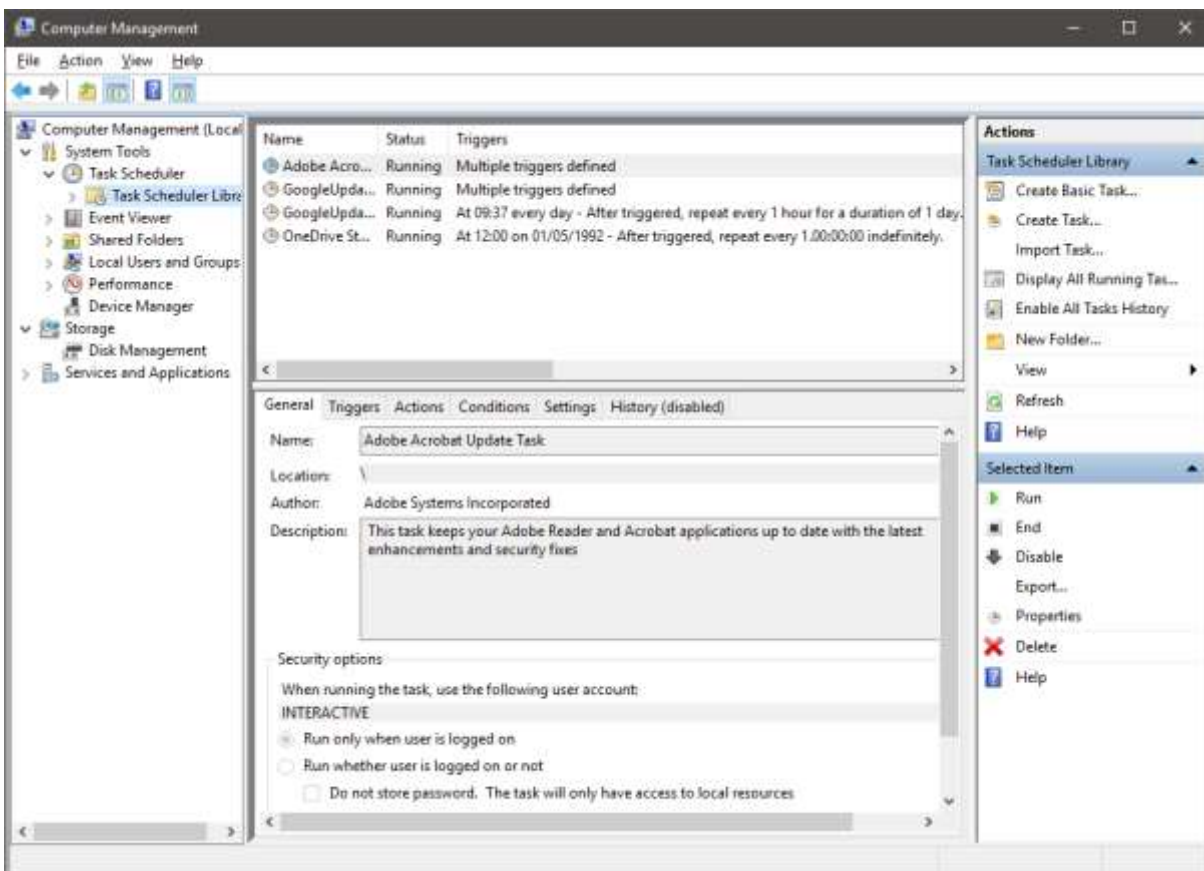 Computer Management
File Action View Help
Computer Management (Local
System Tools
Task Scheduler
Task Scheduler Libra
Event Viewer
Shared Folders
Local Users and Groups
Performance
Device Manager
Storage
Disk Management
Services and Applications
Name Status Triggers
Adobe Acro... Running Multiple triggers defined
GoogleUpda... Running Multiple triggers defined
GoogleUpda... Running At 09:37 every day - After triggered, repeat every 1 hour for a duration of 1 day.
OneDrive St... Running At 12:00 on 01/05/1992 - After triggered, repeat every 1.00:00:00 indefinitely.
General Triggers Actions Conditions Settings History (disabled)
Name: Adobe Acrobat Update Task
Location: \
Author: Adobe Systems Incorporated
Description: This task keeps your Adobe Reader and Acrobat applications up to date with the latest
enhancements and security fixes
Security options
When running the task, use the following user account:
INTERACTIVE
Run only when user is logged on
Run whether user is logged on or not
Do not store password. The task will only have access to local resources
Actions
Task Scheduler Library
Create Basic Task...
Create Task...
Import Task...
Display All Running Tas...
Enable All Tasks History
New Folder...
View
Refresh
Help
Selected Item
Run
End
Disable
Export...
Properties
Delete
Help